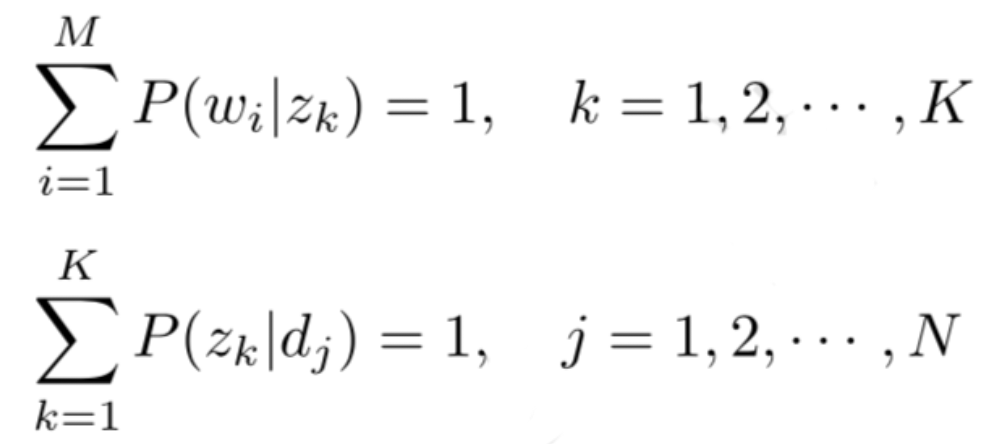 \sum_{i=1}^{M} P(w_i|z_k) = 1, \quad k = 1, 2, \cdots, K
\sum_{k=1}^{K} P(z_k|d_j) = 1, \quad j = 1, 2, \cdots, N